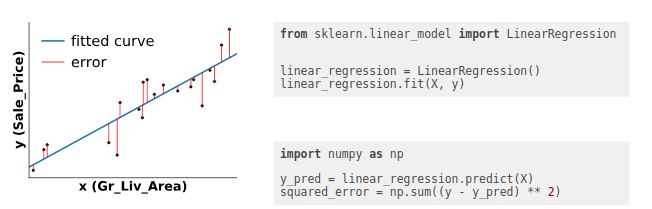 fitted curve
error
y (Sale_Price)
x (Gr_Liv_Area)
from sklearn.linear_model import LinearRegression
linear_regression = LinearRegression()
linear_regression.fit(X, y)
import numpy as np
y_pred = linear_regression.predict(X)
squared_error = np.sum((y - y_pred) ** 2)